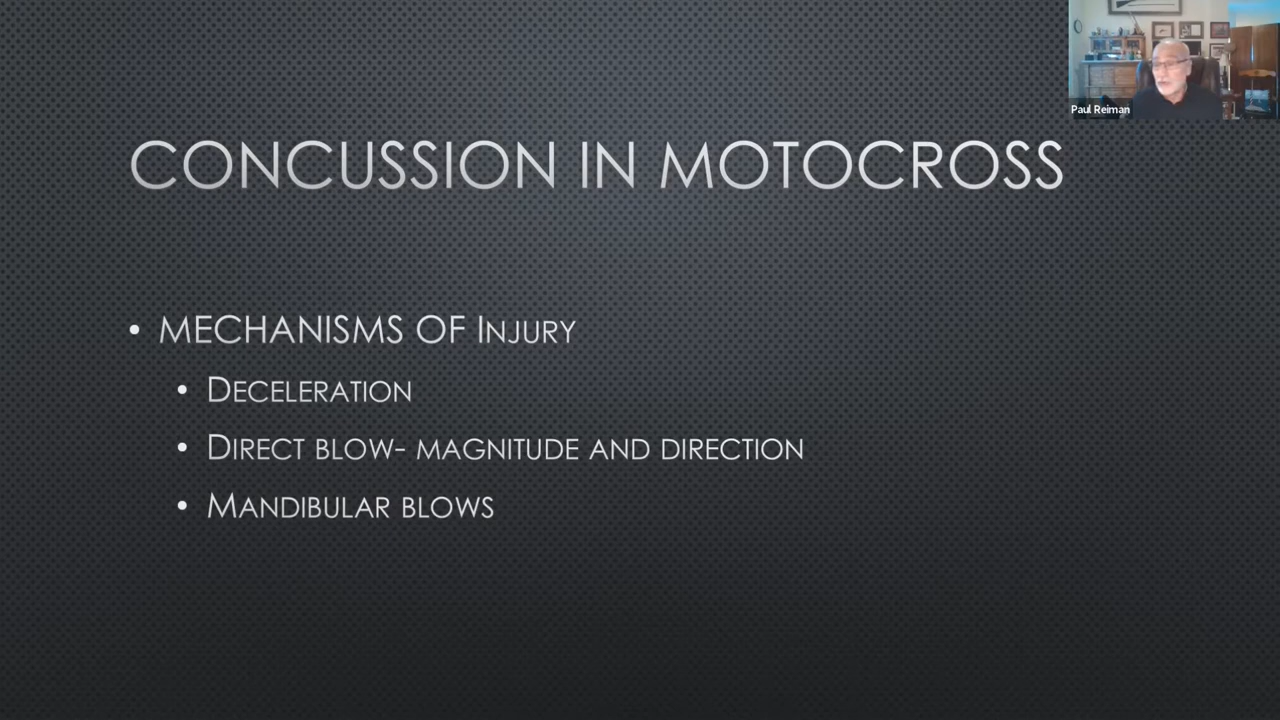 Paul Reiman
CONCUSSION IN MOTOCROSS
• MECHANISMS OF INJURY
• DECELERATION
• DIRECT BLOW- MAGNITUDE AND DIRECTION
• MANDIBULAR BLOWS